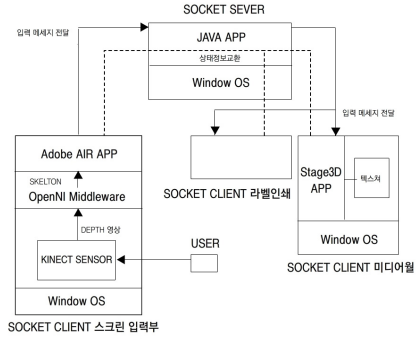 SOCKET SEVER
입력 메세지 전달
JAVA APP
상태정보교환
Window OS
입력 메세지 전달
Adobe AIR APP
SKELTON
OpenNI Middleware
DEPTH 영상
KINECT SENSOR
Window OS
SOCKET CLIENT 스크린 입력부
USER
SOCKET CLIENT 라벨인쇄
Stage3D
APP
텍스쳐
Window OS
SOCKET CLIENT 미디어월